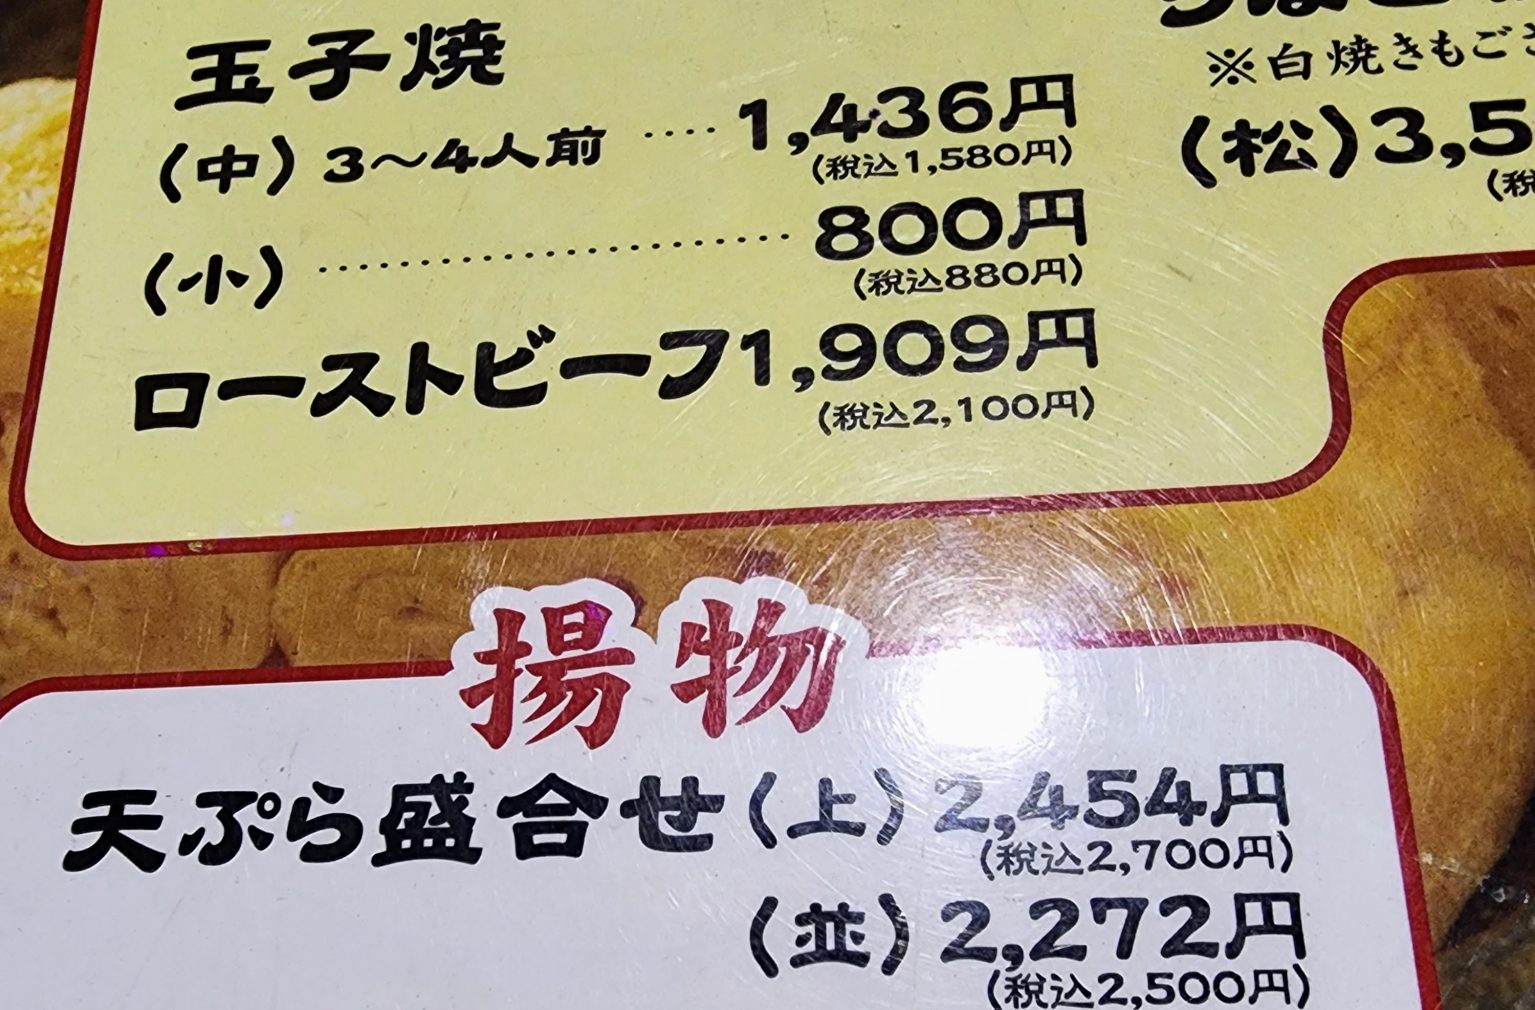 玉子焼
(中)3～4人前 ････ 1,436円
(税込1,580円)
(小) ････････････････････ 800円
(税込880円)
ローストビーフ1,909円
(税込2,100円)
※白焼きもご
(松)3,5
(税
揚物
天ぷら盛合せ(上)2,454円
(税込2,700円)
(並)2,272円
(税込2,500円)